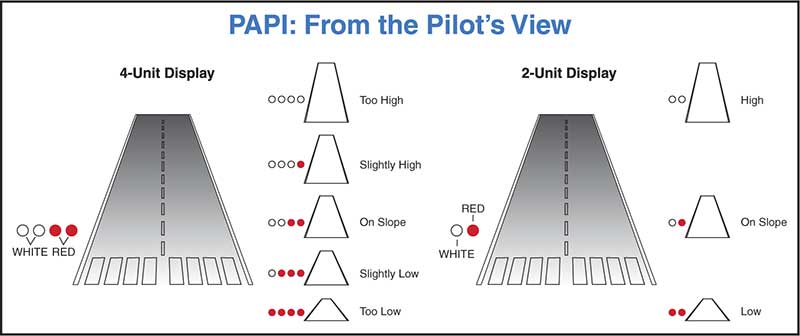 PAPI: From the Pilot's View
4-Unit Display
WHITE RED
Too High
Slightly High
On Slope
Slightly Low
Too Low
2-Unit Display
RED
WHITE
High
On Slope
Low